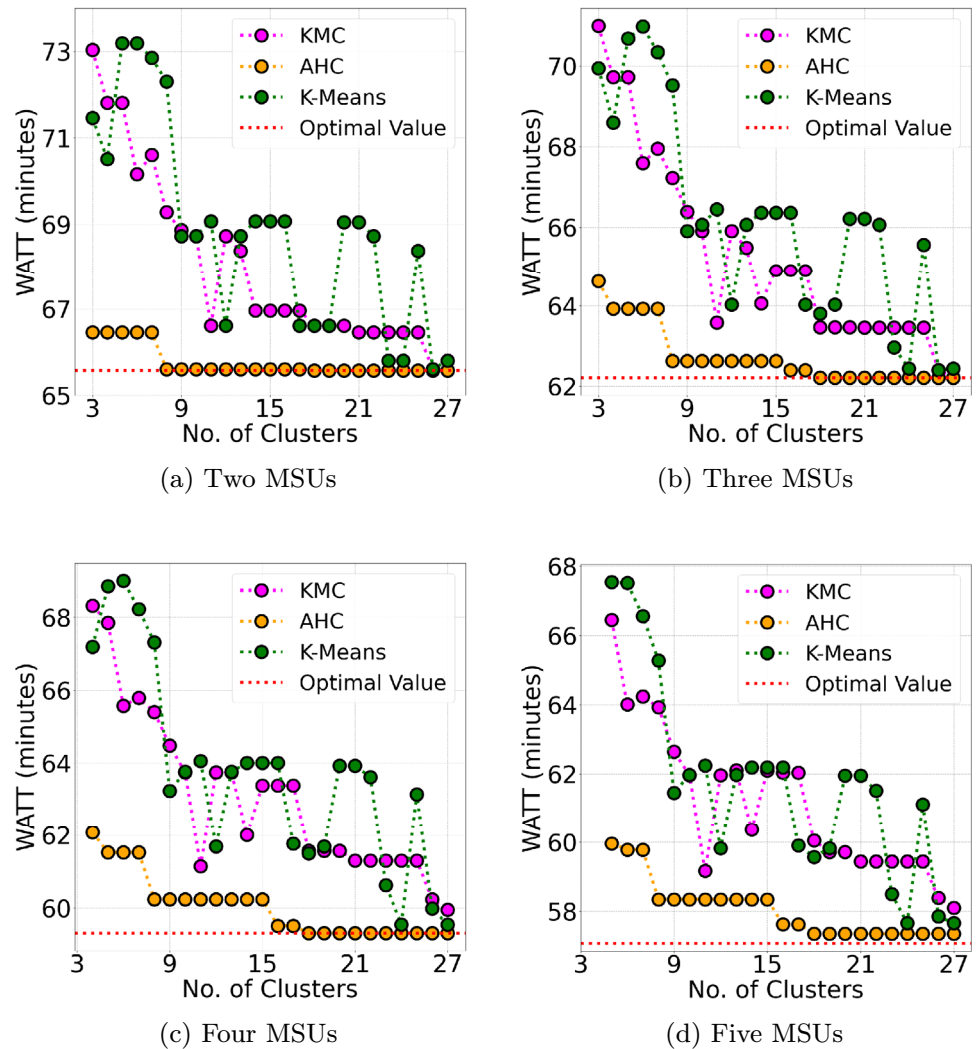 KMC
AHC
K-Means
Optimal Value
WATT (minutes)
73
71
69
67
65
3 9 15 21 27
No. of Clusters
(a) Two MSUs
KMC
AHC
K-Means
Optimal Value
WATT (minutes)
70
68
66
64
62
3 9 15 21 27
No. of Clusters
(b) Three MSUs
KMC
AHC
K-Means
Optimal Value
WATT (minutes)
68
66
64
62
60
3 9 15 21 27
No. of Clusters
(c) Four MSUs
KMC
AHC
K-Means
Optimal Value
WATT (minutes)
68
66
64
62
60
58
3 9 15 21 27
No. of Clusters
(d) Five MSUs